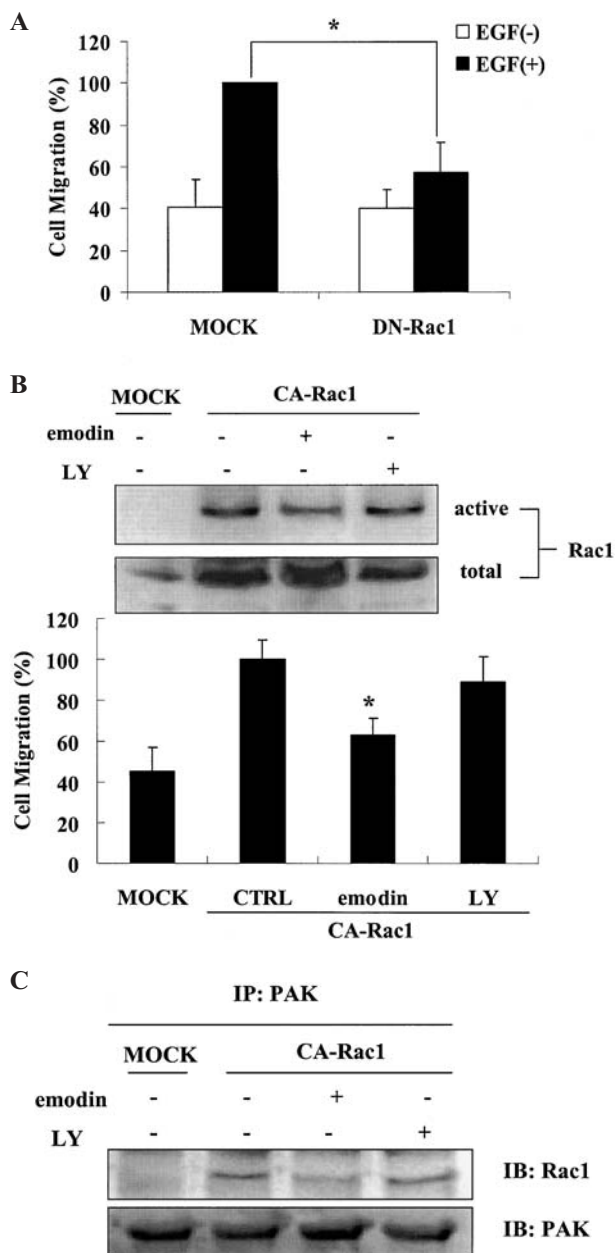 A
*
EGF(-)
EGF(+)
Cell Migration (%)
120
100
80
60
40
20
0
MOCK DN-Rac1
B
MOCK CA-Rac1
emodin - - + -
LY - - - +
active
total
Rac1
Cell Migration (%)
120
100
80
60
40
20
0
*
MOCK CTRL emodin LY
CA-Rac1
C
IP: PAK
MOCK CA-Rac1
emodin - - + -
LY - - - +
IB: Rac1
IB: PAK